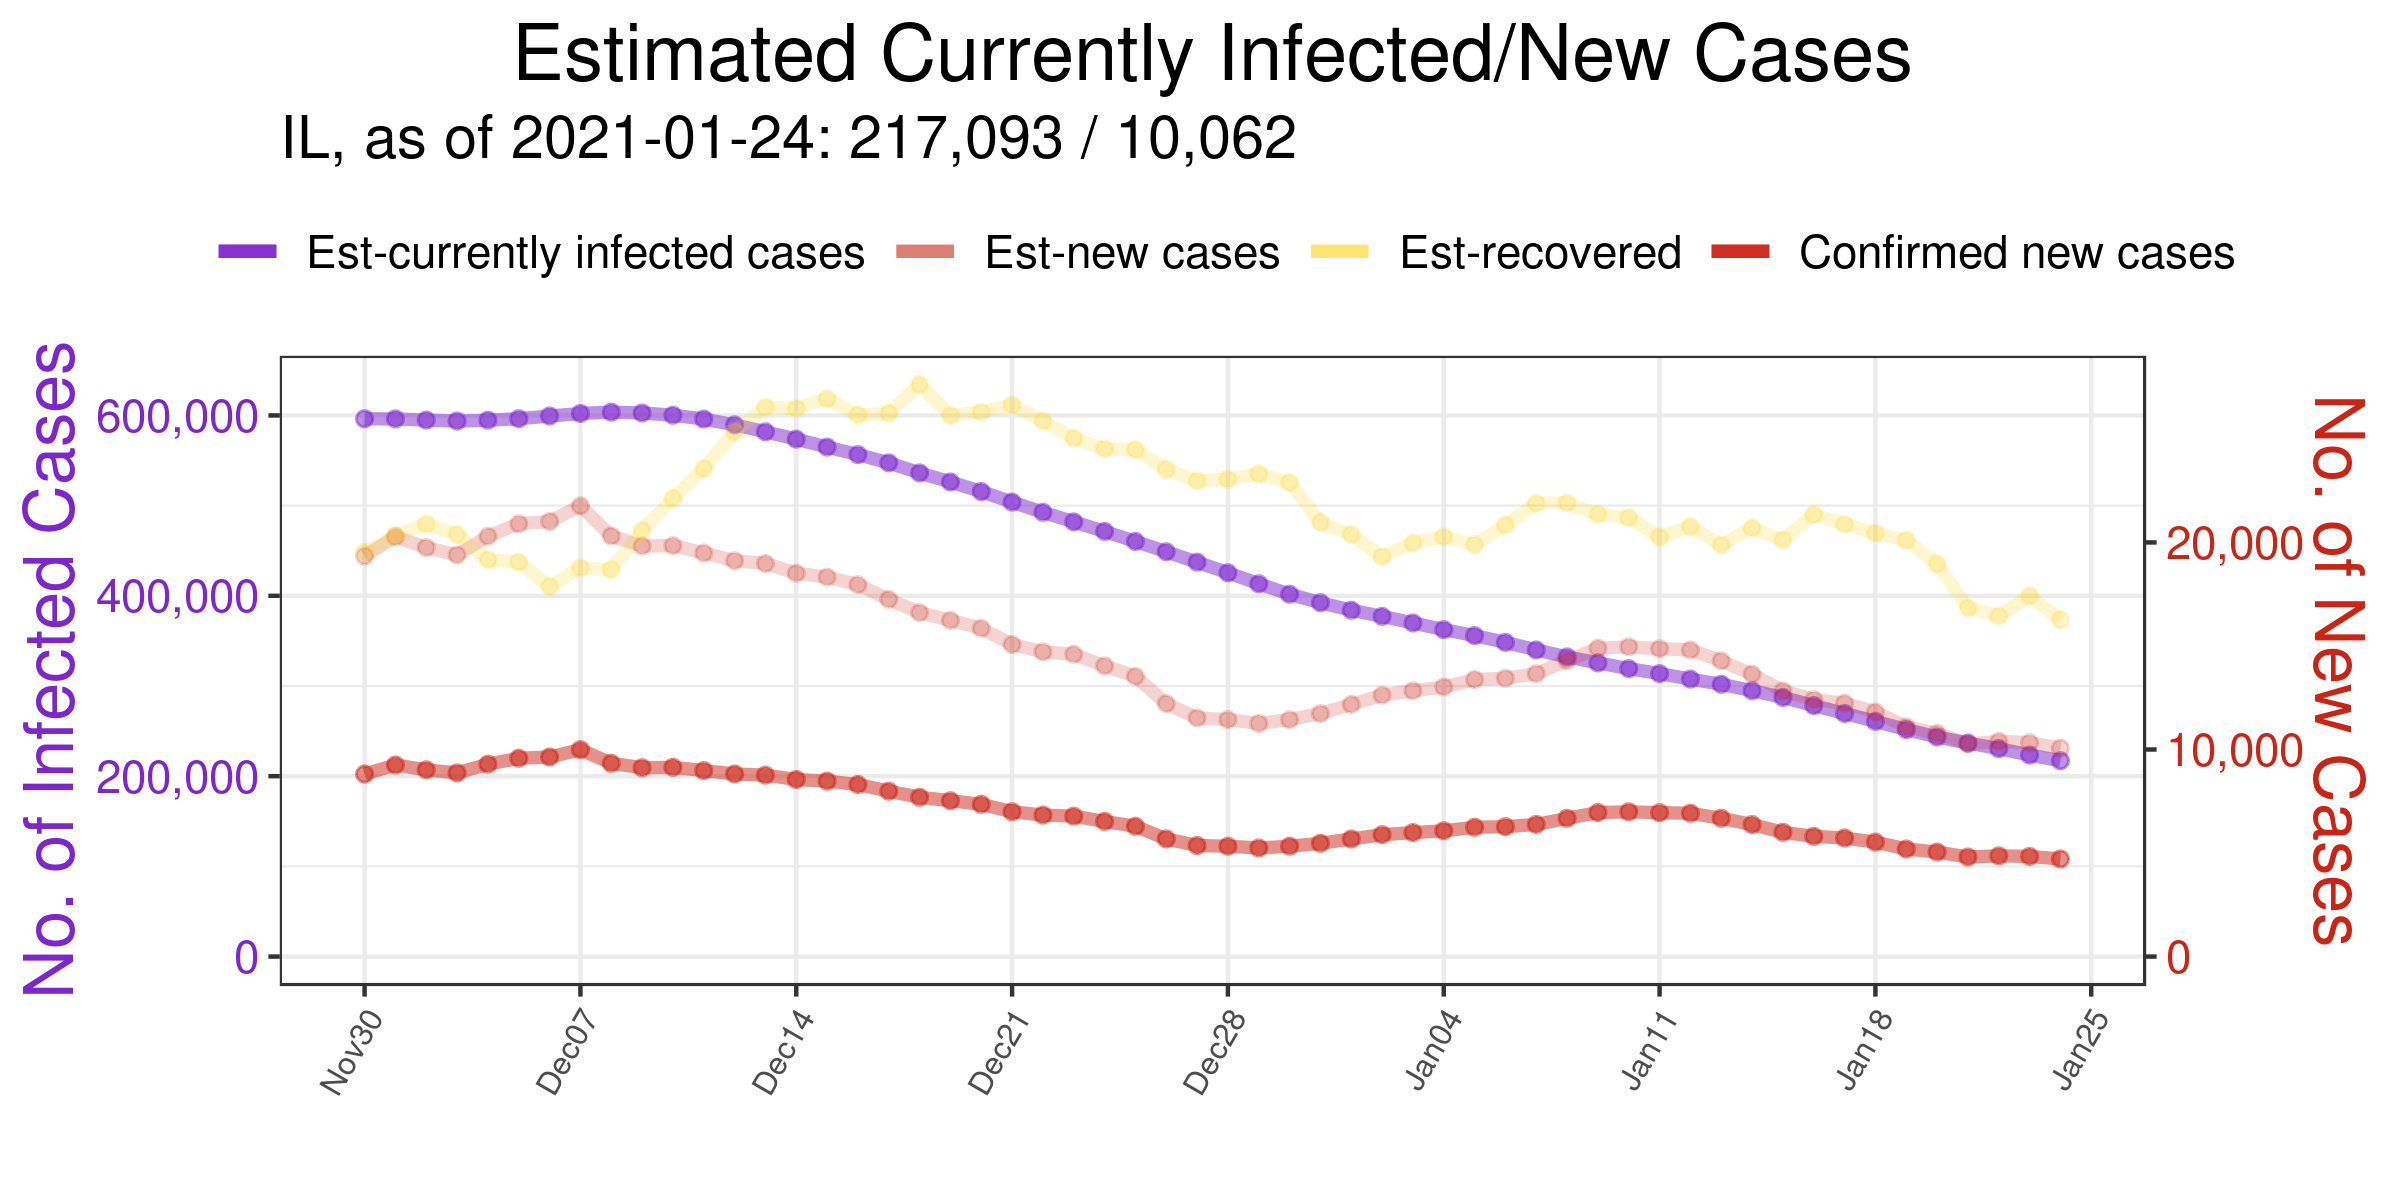 Estimated Currently Infected/New Cases
IL, as of 2021-01-24: 217,093 / 10,062
Est-currently infected cases
Est-new cases
Est-recovered
Confirmed new cases
No. of Infected Cases
600,000
400,000
200,000
0
No. of New Cases
20,000
10,000
0
Nov30
Dec07
Dec14
Dec21
Dec28
Jan04
Jan11
Jan18
Jan25